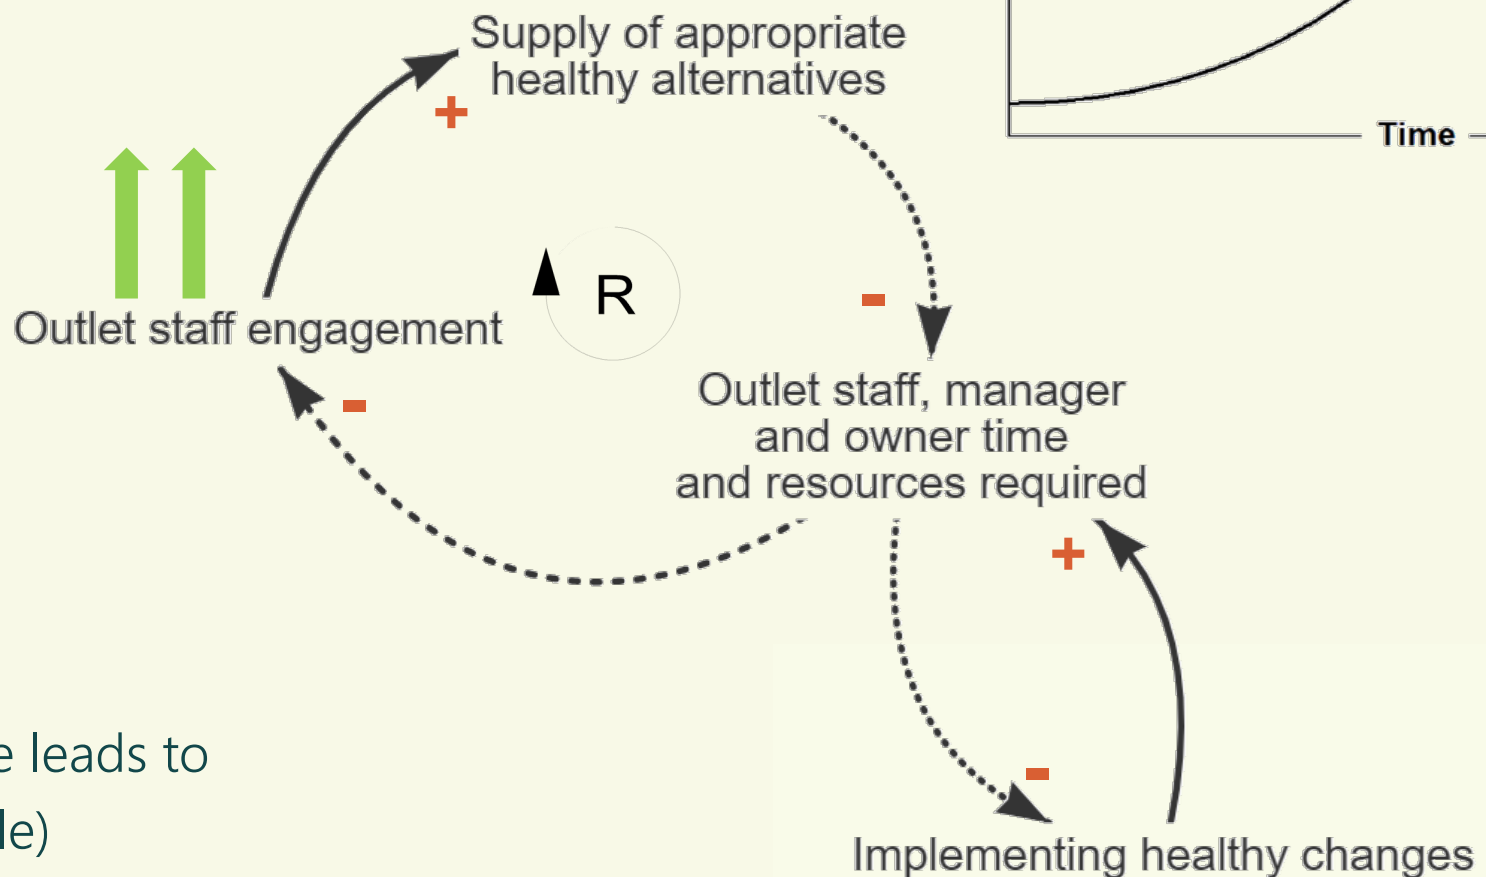 Supply of appropriate
healthy alternatives
+
Time
R
-
Outlet staff engagement
-
Outlet staff, manager
and owner time
and resources required
+
leads to
-
Implementing healthy changes